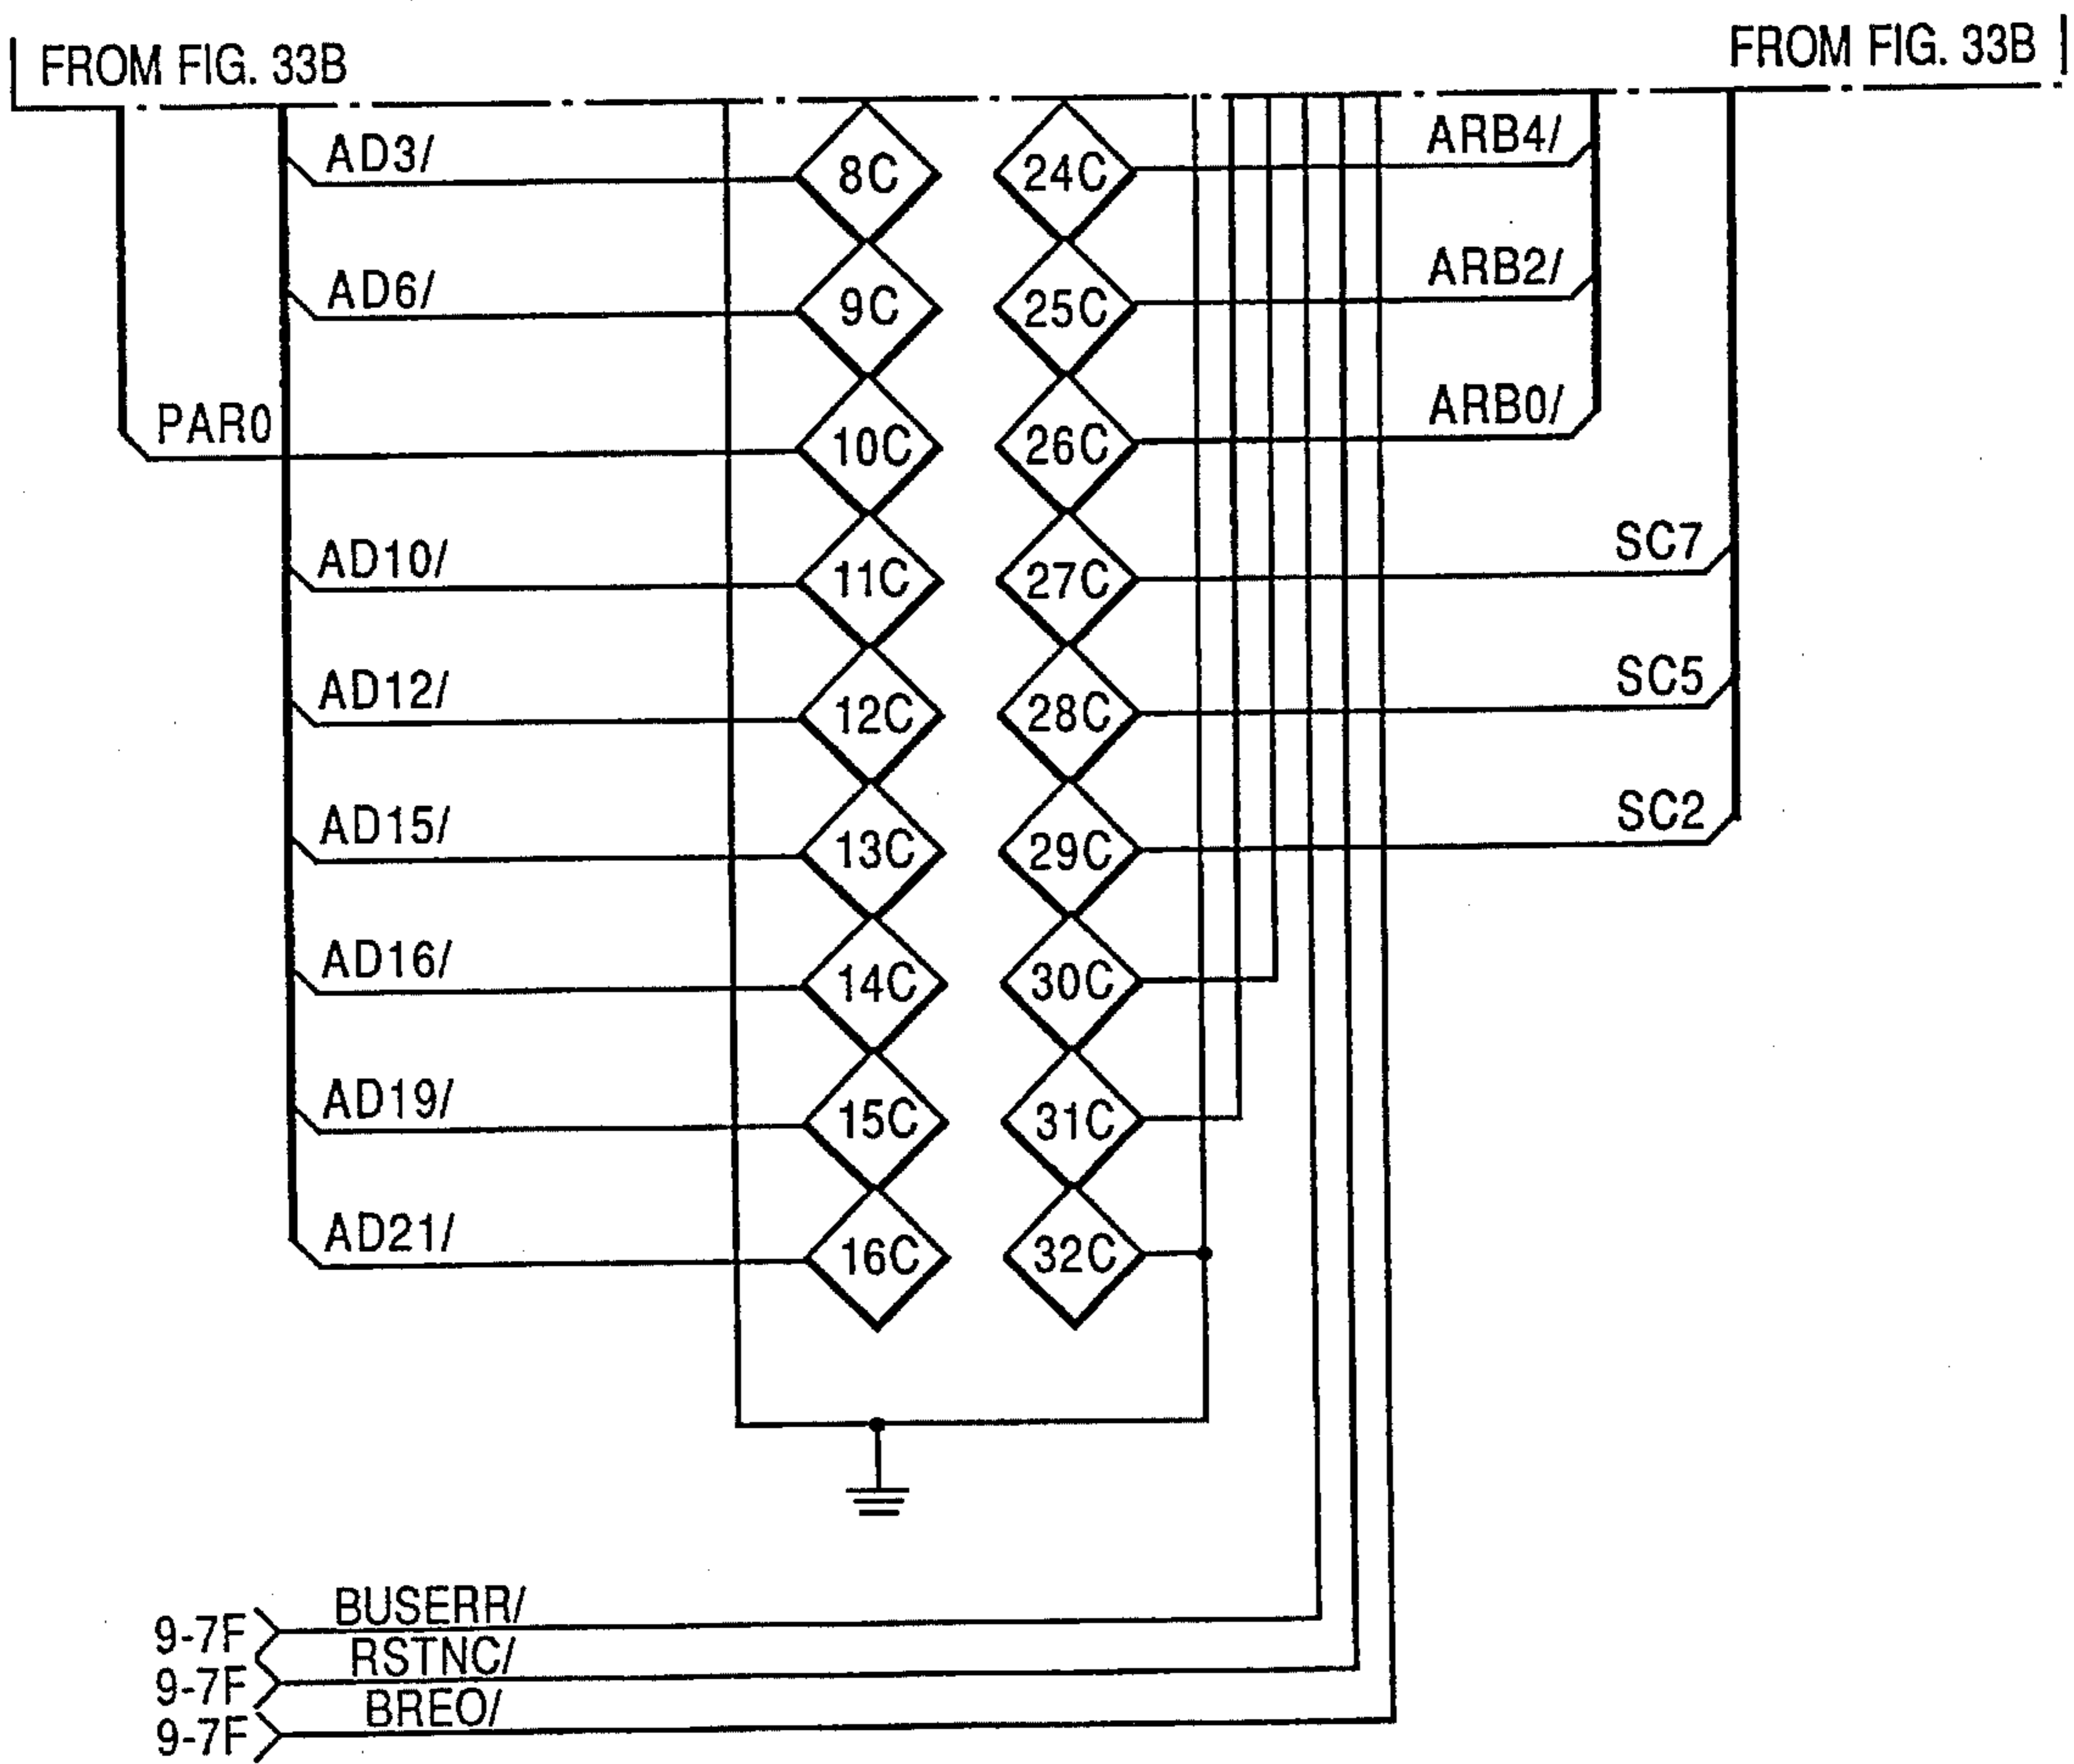 FROM FIG. 33B FROM FIG. 33B
AD3/ 8C 24C ARB4/
AD6/ 9C 25C ARB2/
PAR0 10C 26C ARB0/
AD10/ 11C 27C SC7
AD12/ 12C 28C SC5
AD15/ 13C 29C SC2
AD16/ 14C 30C
AD19/ 15C 31C
AD21/ 16C 32C
9-7F BUSERR/
9-7F RSTNC/
9-7F BREO/